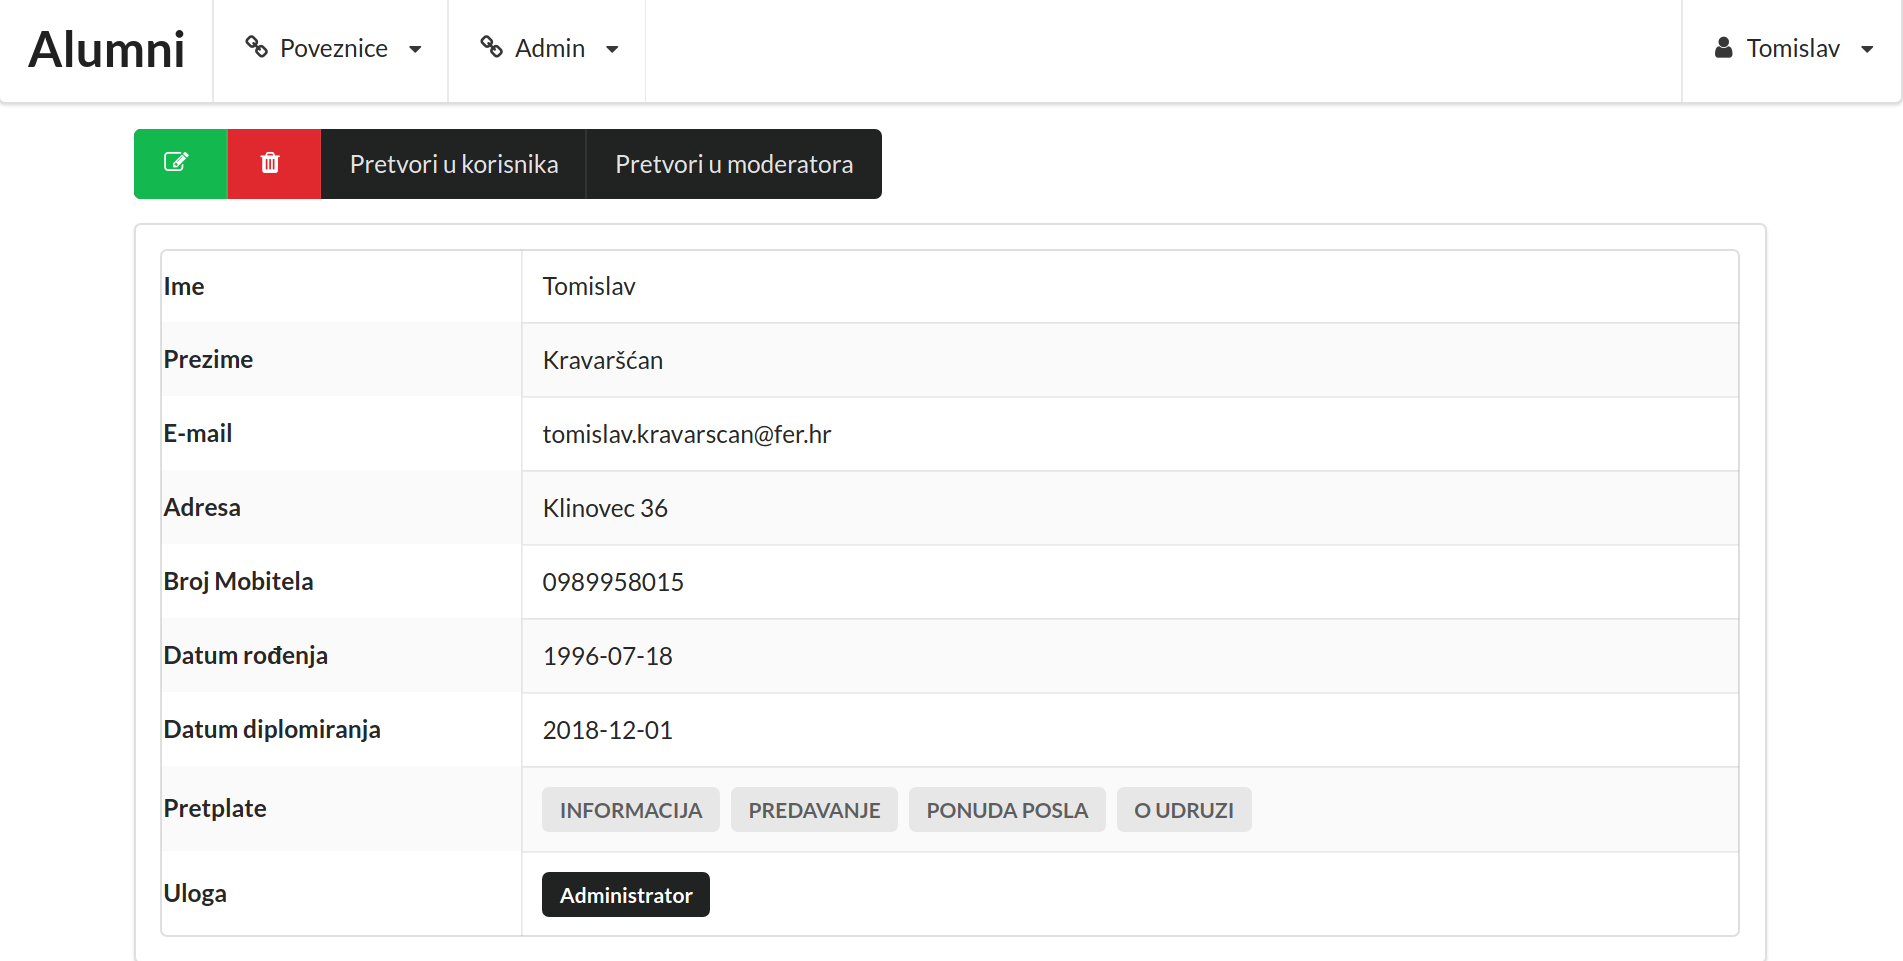 Alumni Poveznice Admin Tomislav
Pretvori u korisnika Pretvori u moderatora
Ime Tomislav
Prezime Kravaršćan
E-mail tomislav.kravarscan@fer.hr
Adresa Klinovec 36
Broj Mobitela 0989958015
Datum rođenja 1996-07-18
Datum diplomiranja 2018-12-01
Pretplate INFORMACIJA PREDAVANJE PONUDA POSLA O UDRUZI
Uloga Administrator